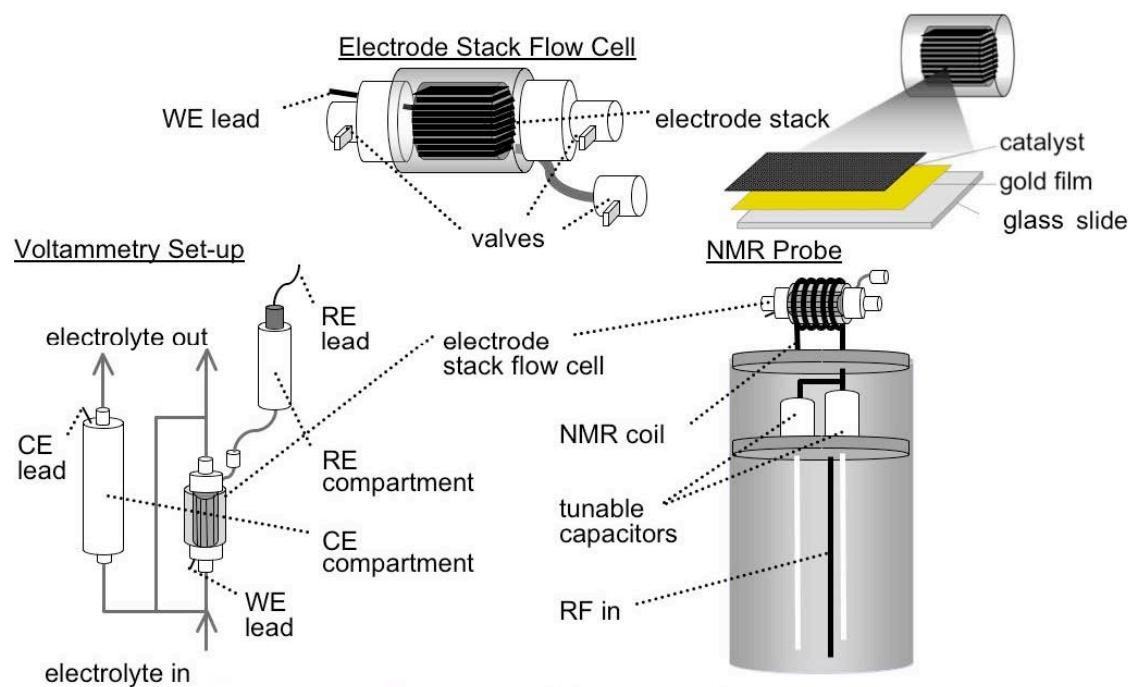 Electrode Stack Flow Cell
WE lead
electrode stack
valves
catalyst
gold film
glass slide
Voltammetry Set-up
RE
lead
electrolyte out
electrode
stack flow cell
CE
lead
RE
compartment
CE
compartment
WE
lead
electrolyte in
NMR Probe
NMR coil
tunable
capacitors
RF in